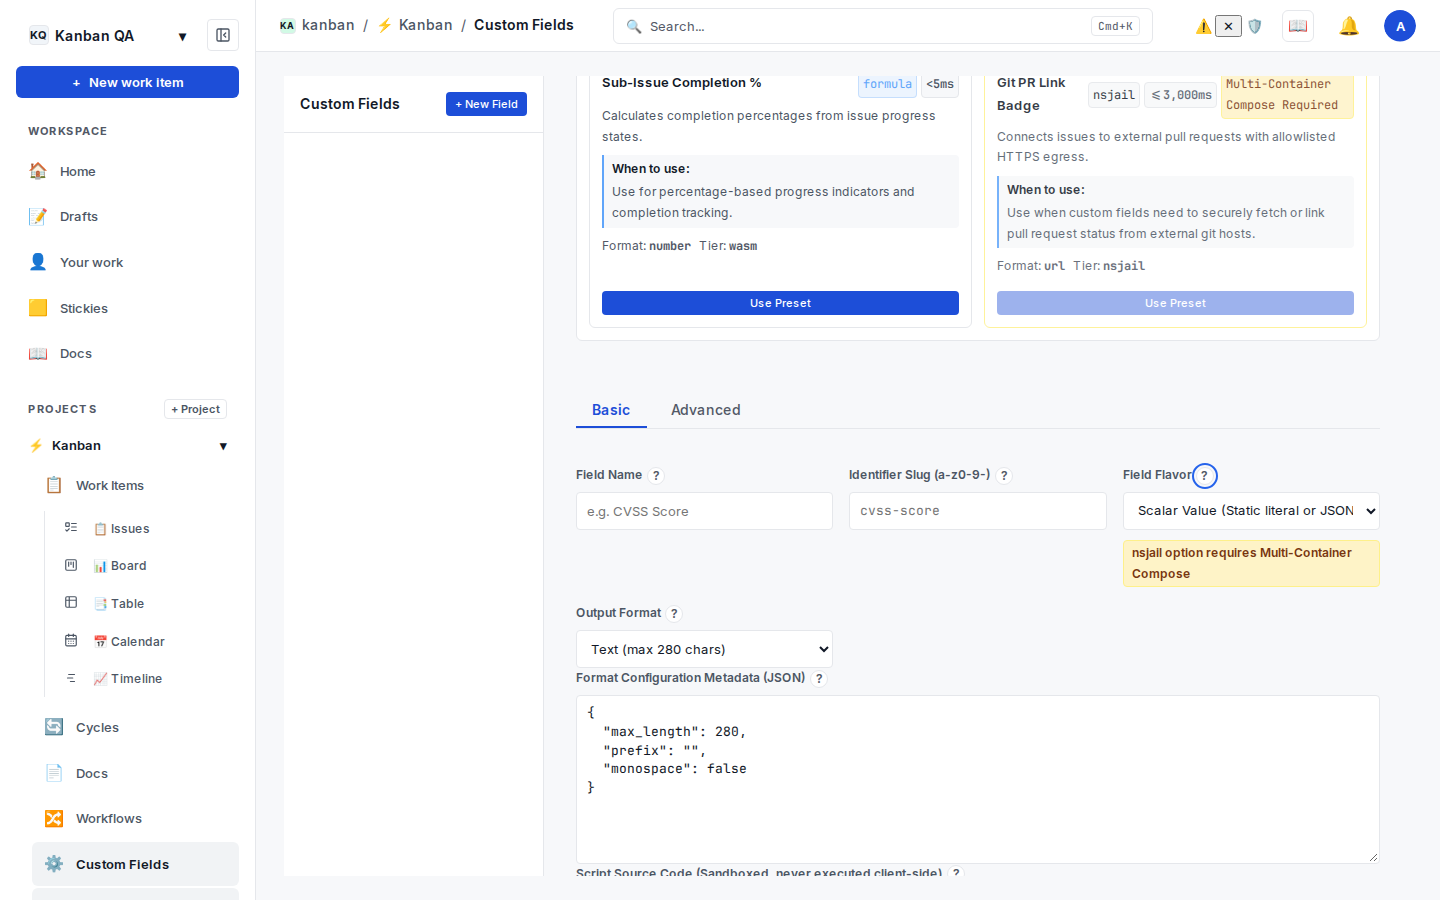 KQ Kanban QA ▾
+ New work item
WORKSPACE
Home
Drafts
Your work
Stickies
Docs
PROJECTS
+ Project
Kanban ▾
Work Items
Issues
Board
Table
Calendar
Timeline
Cycles
Docs
Workflows
Custom Fields
KA kanban / ⚡ Kanban / Custom Fields
Search...
Cmd+K
✕
A
Custom Fields
+ New Field
Sub-Issue Completion %
formula
<5ms
Calculates completion percentages from issue progress
states.
When to use:
Use for percentage-based progress indicators and
completion tracking.
Format: number Tier: wasm
Use Preset
Git PR Link
Badge
nsjail
≤3,000ms
Multi-Container
Compose Required
Connects issues to external pull requests with allowlisted
HTTPS egress.
When to use:
Use when custom fields need to securely fetch or link
pull request status from external git hosts.
Format: url Tier: nsjail
Use Preset
Basic
Advanced
Field Name ?
e.g. CVSS Score
Identifier Slug (a-z0-9-) ?
cvss-score
Field Flavor ?
Scalar Value (Static literal or JSON
nsjail option requires Multi-Container
Compose
Output Format ?
Text (max 280 chars)
Format Configuration Metadata (JSON) ?
{
"max_length": 280,
"prefix": "",
"monospace": false
}
Script Source Code (Sandboxed, never executed client-side) ?